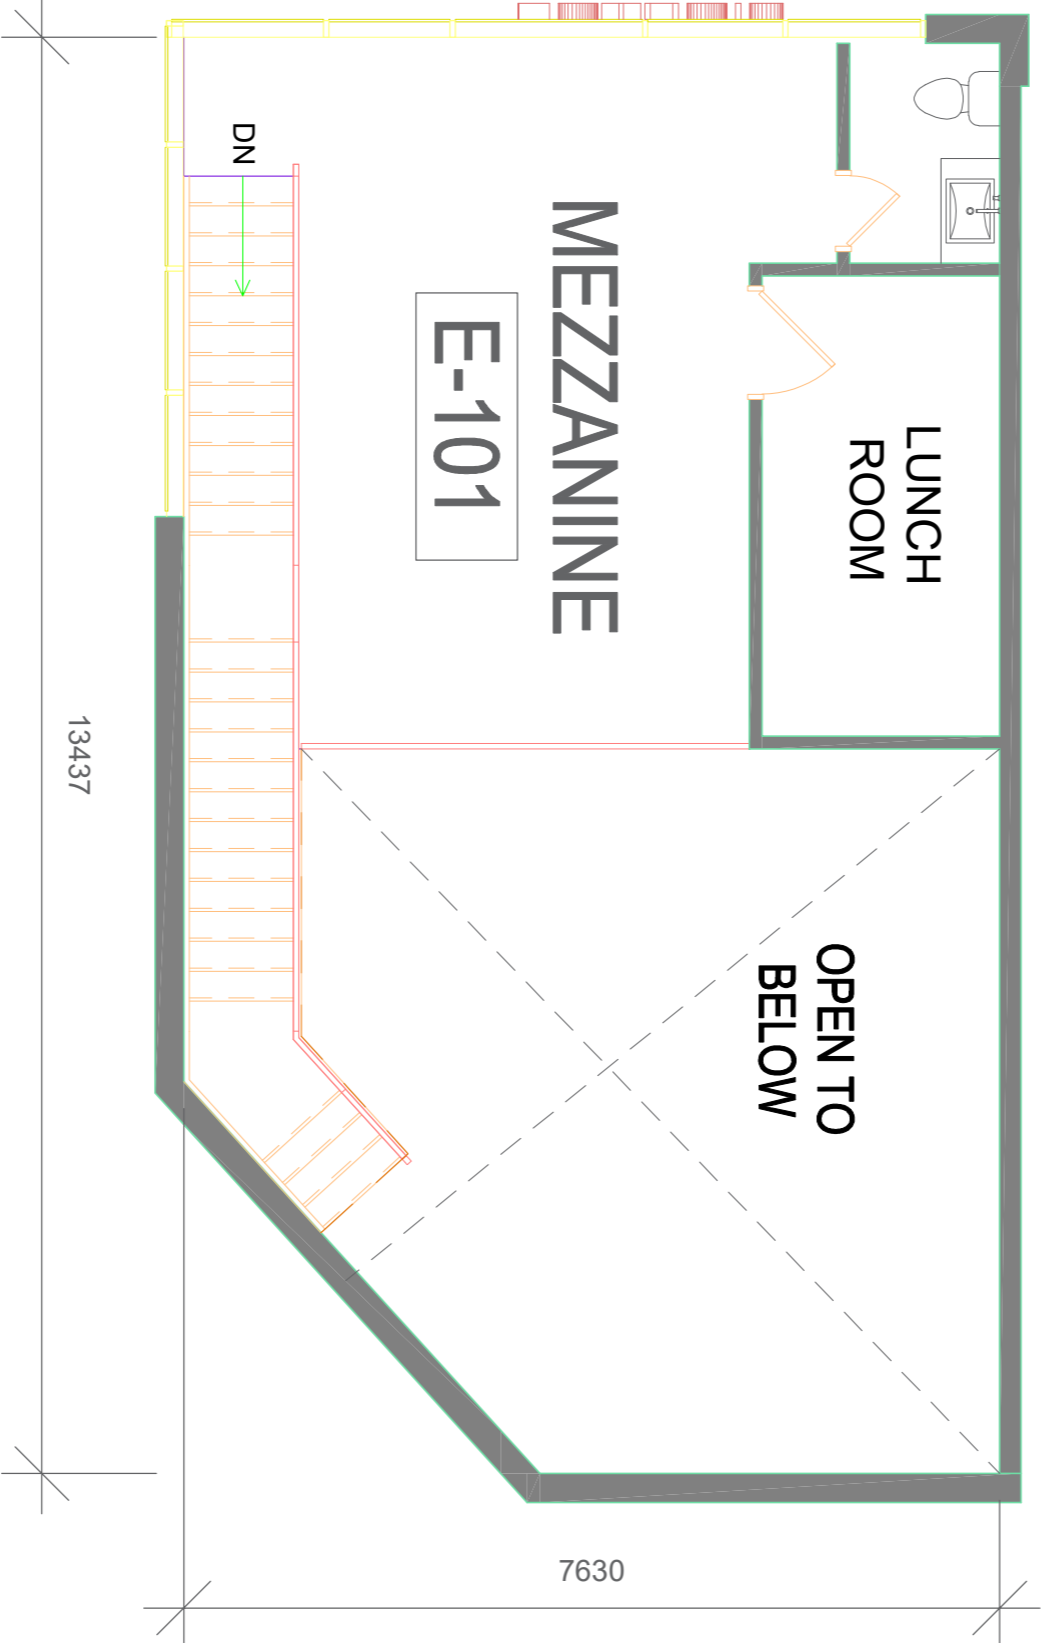 DN
MEZZANINE
E-101
LUNCH
ROOM
OPEN TO
BELOW
13437
7630